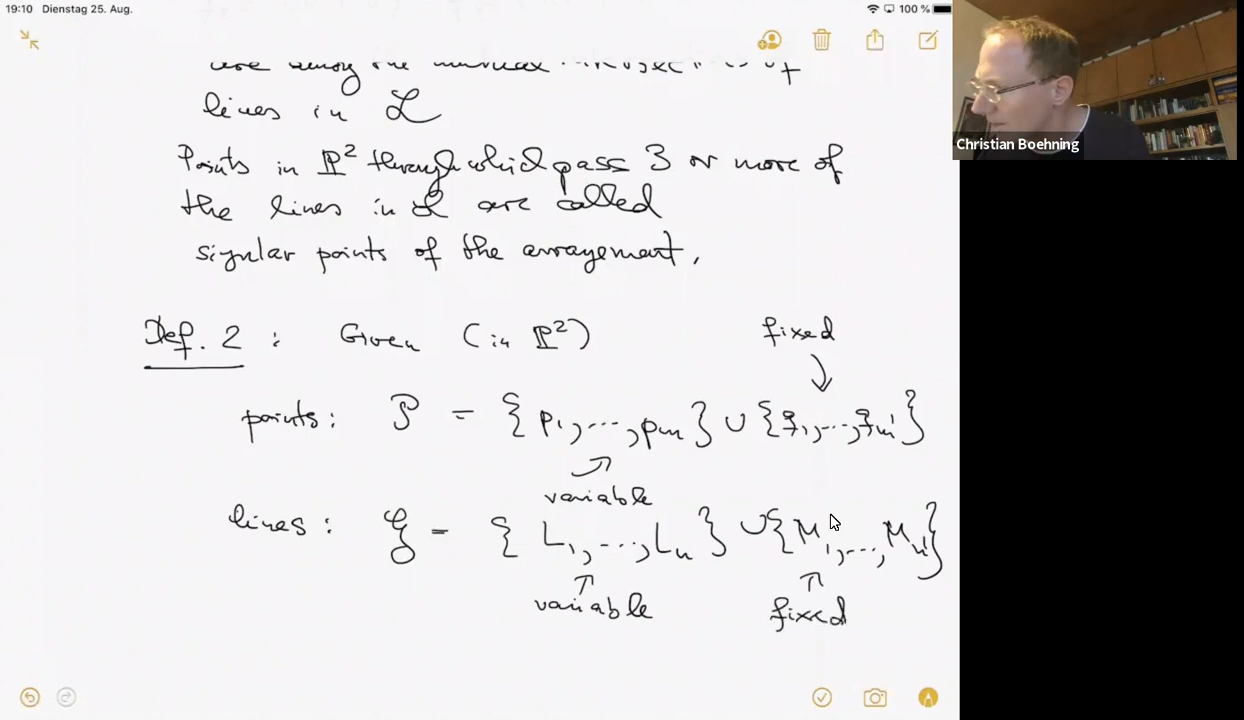 19:10 Dienstag 25. Aug.
100 %
Christian Boehning
lines in ℒ
Points in ℙ² through which pass 3 or more of
the lines in ℒ are called
singular points of the arrangement.
Def. 2 : Given (in ℙ²)
fixed
points: 𝒫 = { p₁,...,pₘ } ∪ { q₁,...,qₘ' }
variable
lines: = { L₁,...,Lₙ } ∪ { M₁,...,Mₙ' }
variable fixed